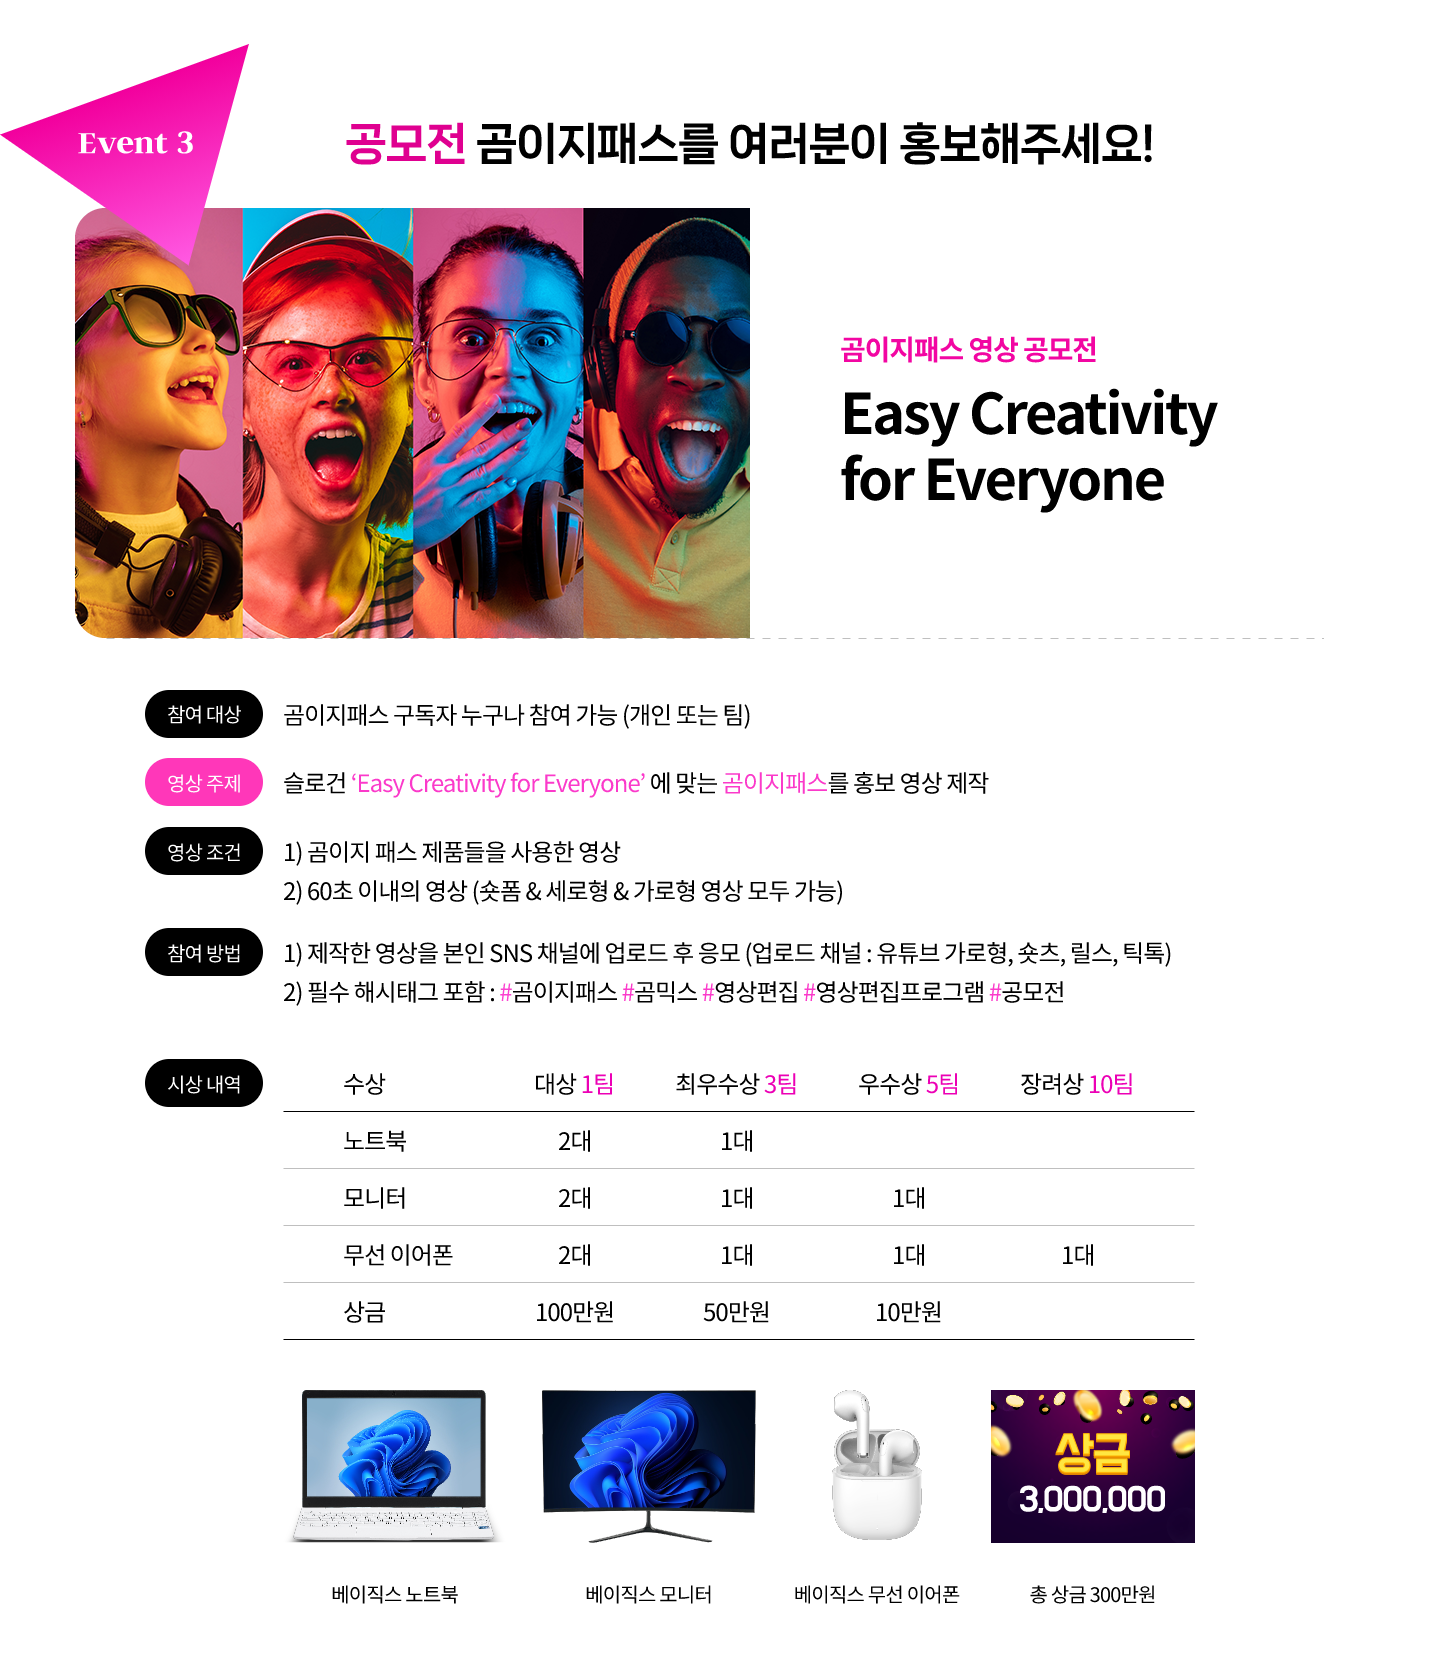 Event 3
공모전 곰이지패스를 여러분이 홍보해주세요!
곰이지패스 영상 공모전
Easy Creativity
for Everyone
참여 대상 곰이지패스 구독자 누구나 참여 가능 (개인 또는 팀)
영상 주제 슬로건 ‘Easy Creativity for Everyone’ 에 맞는 곰이지패스를 홍보 영상 제작
영상 조건 1) 곰이지 패스 제품들을 사용한 영상
2) 60초 이내의 영상 (숏폼 & 세로형 & 가로형 영상 모두 가능)
참여 방법 1) 제작한 영상을 본인 SNS 채널에 업로드 후 응모 (업로드 채널 : 유튜브 가로형, 숏츠, 릴스, 틱톡)
2) 필수 해시태그 포함 : #곰이지패스 #곰믹스 #영상편집 #영상편집프로그램 #공모전
시상 내역 수상 대상 1팀 최우수상 3팀 우수상 5팀 장려상 10팀
노트북 2대 1대
모니터 2대 1대 1대
무선 이어폰 2대 1대 1대 1대
상금 100만원 50만원 10만원
상금
3,000,000
베이직스 노트북 베이직스 모니터 베이직스 무선 이어폰 총 상금 300만원